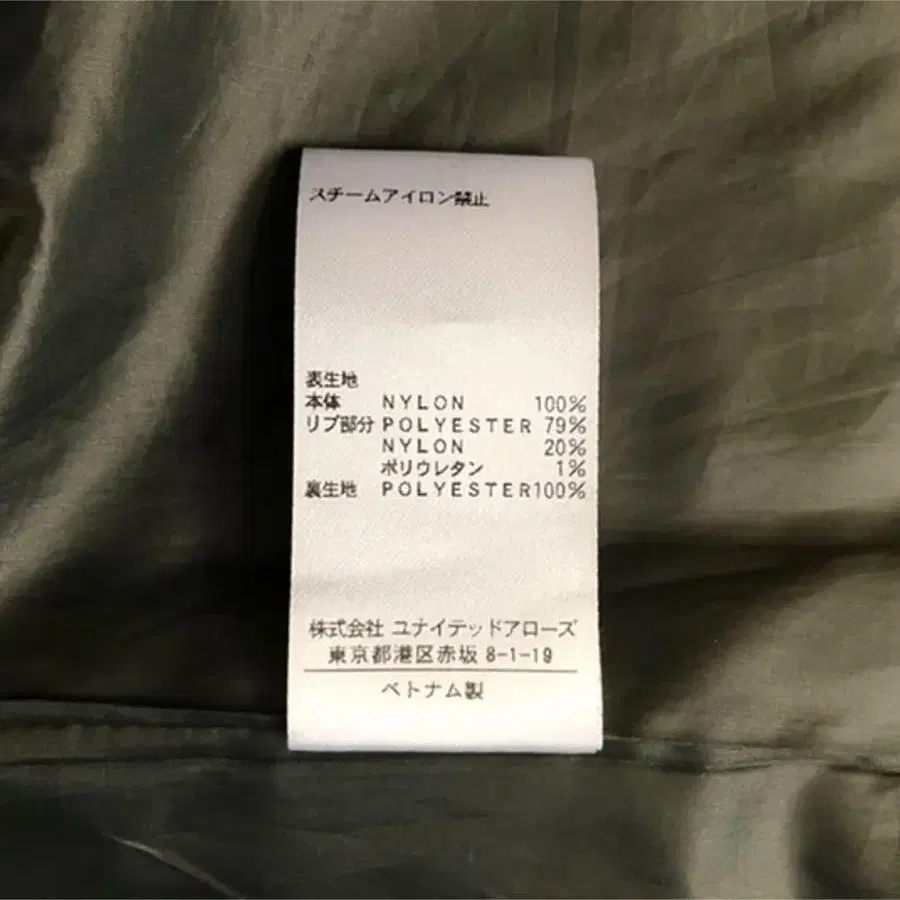 スチームアイロン禁止
表生地
本体 NYLON 100%
リブ部分 POLYESTER 79%
NYLON 20%
ポリウレタン 1%
裏生地 POLYESTER100%
株式会社 ユナイテッドアローズ
東京都港区赤坂 8-1-19
ベトナム製